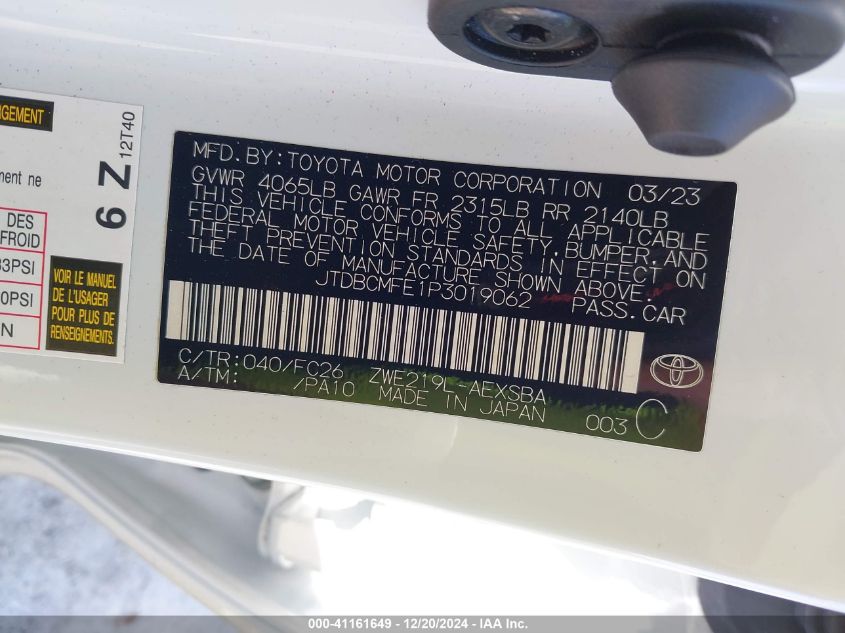 NGEMENT
6 Z 12T40
ment ne
DES
FROID
33PSI
0PSI
N
VOIR LE MANUEL
DE L'USAGER
POUR PLUS DE
RENSEIGNEMENTS.
MFD.BY:TOYOTA MOTOR CORPORATION 03/23
GVWR 4065LB GAWR FR 2315LB RR 2140LB
THIS VEHICLE CONFORMS TO ALL APPLICABLE
FEDERAL MOTOR VEHICLE SAFETY,BUMPER,AND
THEFT PREVENTION STANDARDS IN EFFECT ON
THE DATE OF MANUFACTURE SHOWN ABOVE.
JTDBCMFE1P3019062 PASS.CAR
C/TR:040/FC26 ZWE219L-AEXSBA
A/TM: /PA10 MADE IN JAPAN
003 C
000-41161649 - 12/20/2024 - IAA Inc.